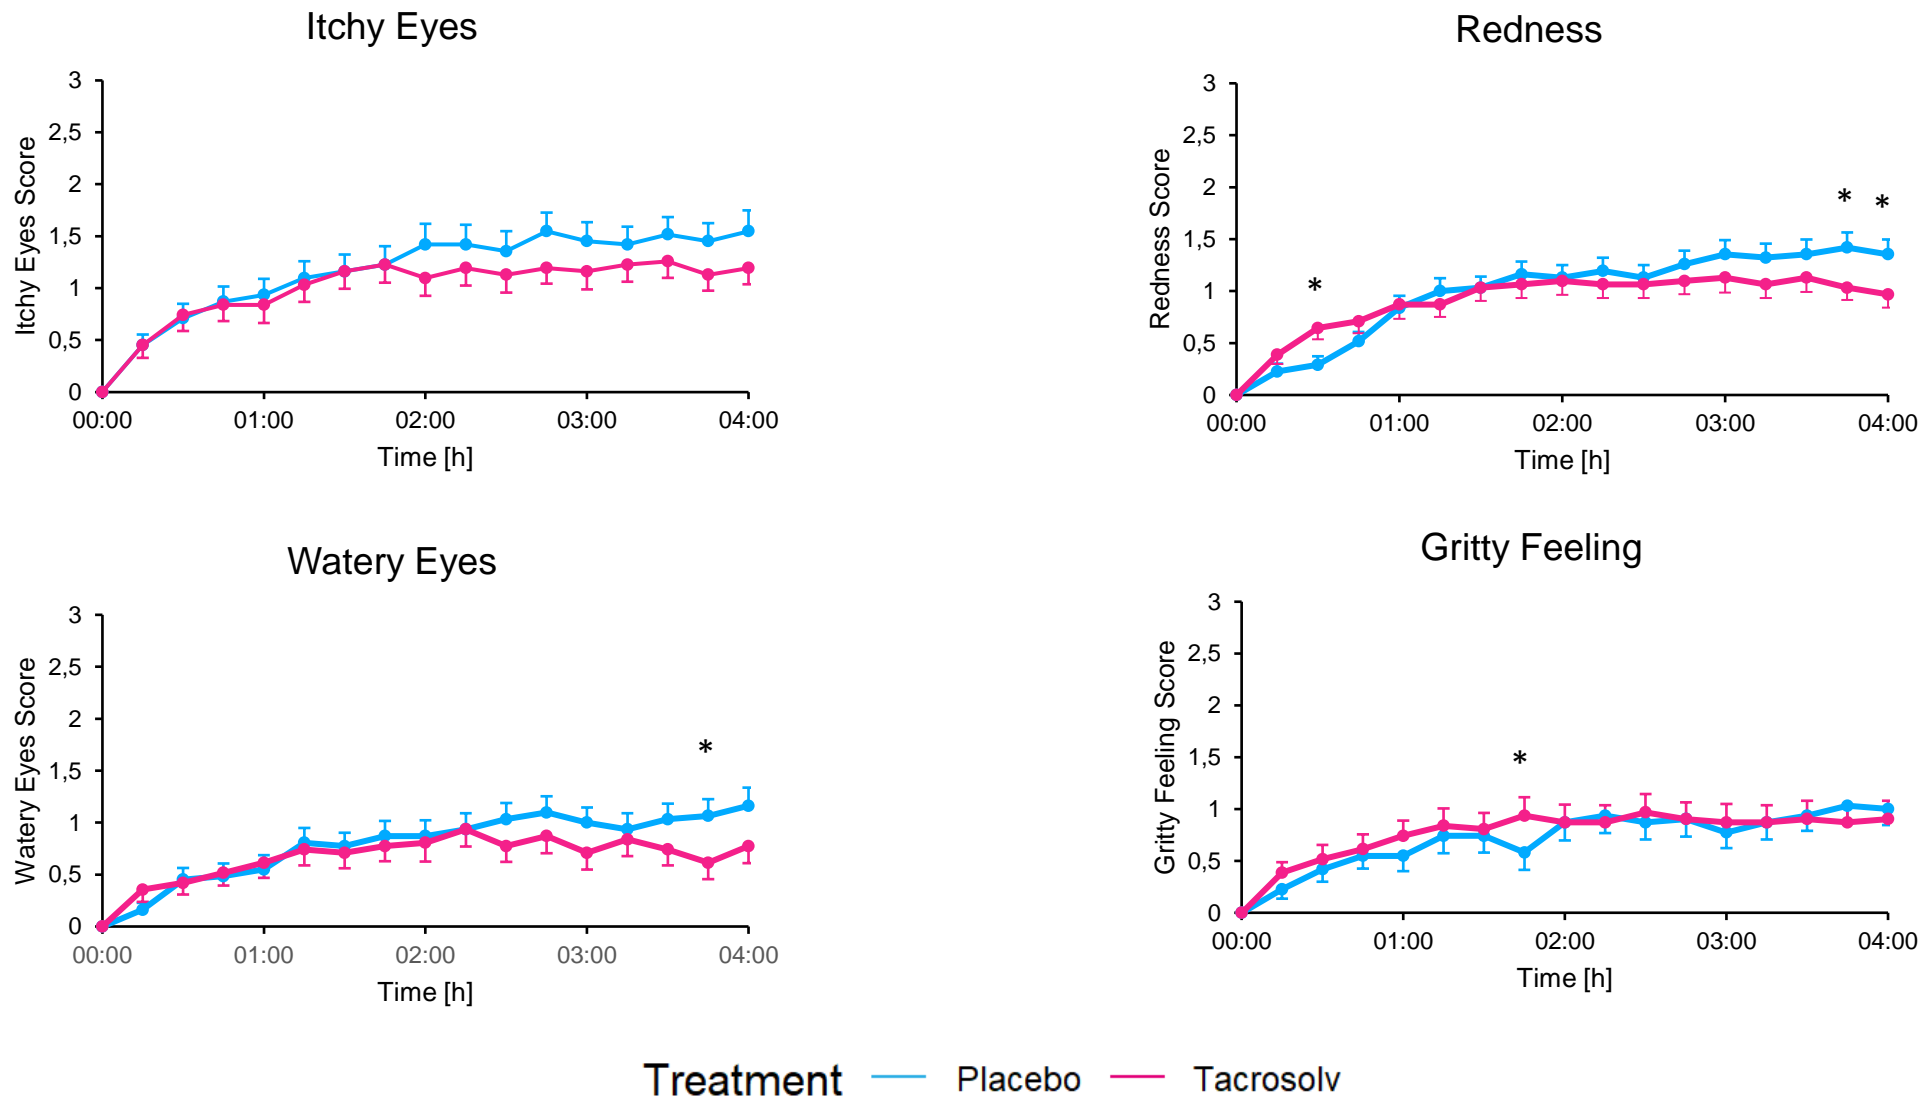 Itchy Eyes
3
2,5
2
1,5
1
0,5
0
Itchy Eyes Score
00:00 01:00 02:00 03:00 04:00
Time [h]
Redness
3
2,5
2
1,5
1
0,5
0
Redness Score
* * *
00:00 01:00 02:00 03:00 04:00
Time [h]
Watery Eyes
3
2,5
2
1,5
1
0,5
0
Watery Eyes Score
*
00:00 01:00 02:00 03:00 04:00
Time [h]
Gritty Feeling
3
2,5
2
1,5
1
0,5
0
Gritty Feeling Score
*
00:00 01:00 02:00 03:00 04:00
Time [h]
Treatment Placebo Tacrosolv